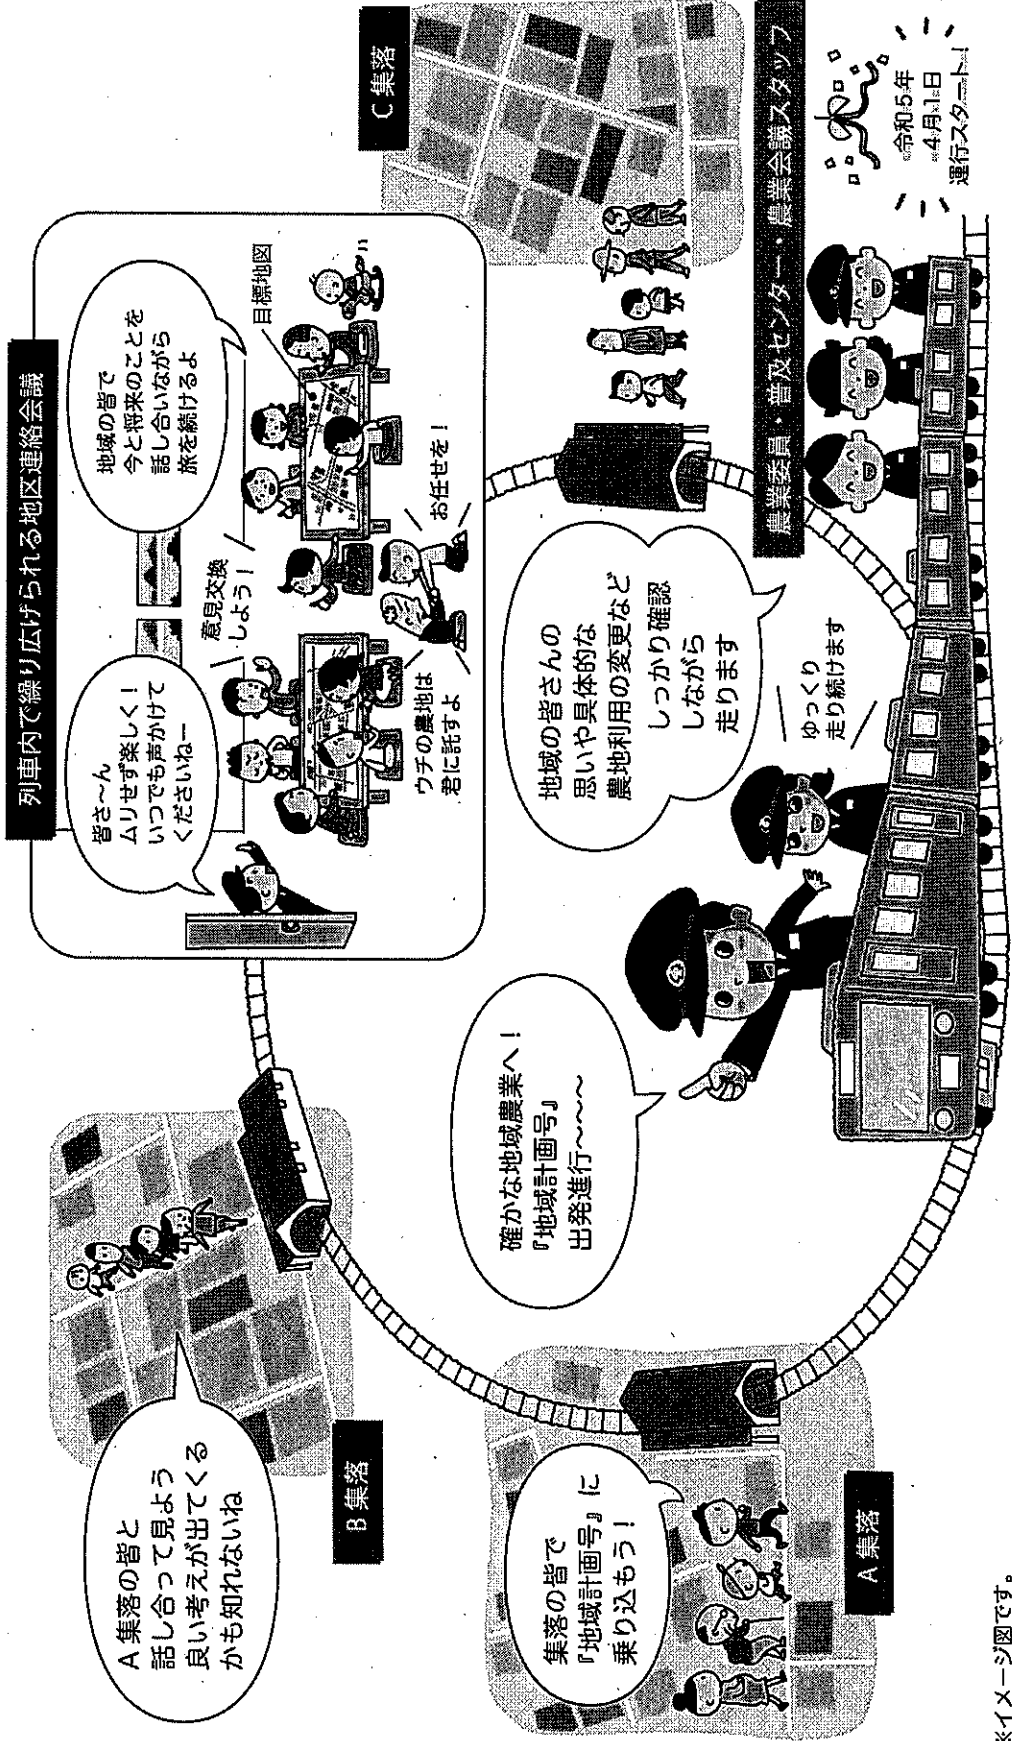 列車内で繰り広げられる地区連絡会議
皆さ〜ん
ムリせず楽しく！
いつでも声かけて
くださいねー
地域の皆で
今と将来のことを
話し合いながら
旅を続けるよ
意見交換
しよう！
目標地図
ウチの農地は
君に託すよ
お任せを！
C 集落
A 集落の皆と
話し合って見よう
良い考えが出てくる
かも知れないね
B 集落
集落の皆で
『地域計画号』に
乗り込もう！
A 集落
確かな地域農業へ！
『地域計画号』
出発進行〜〜〜
地域の皆さんの
思いや具体的な
農地利用の変更など
しっかり確認
しながら
走ります
ゆっくり
走り続けます
農業委員・普及センター・農業会議スタッフ
令和5年
4月1日
運行スタート！
※イメージ図です。